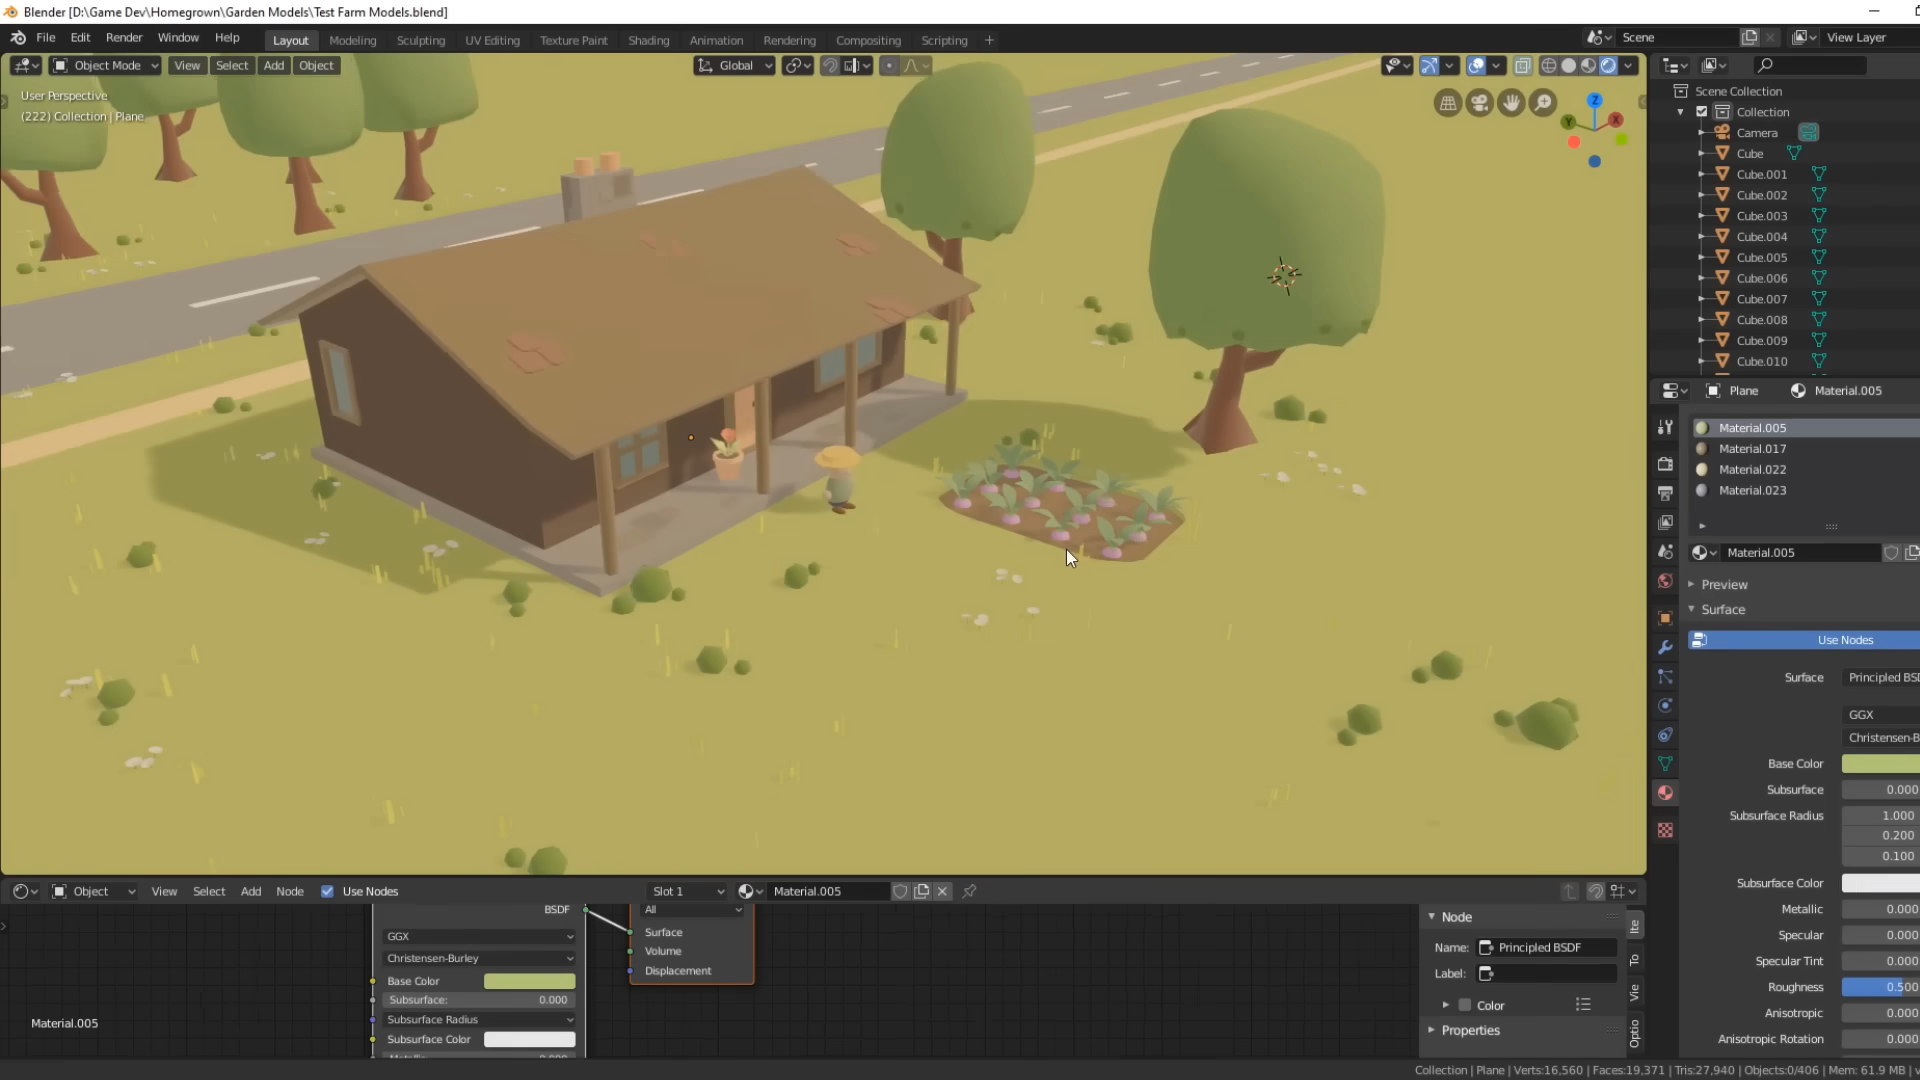 Blender [D:\Game Dev\Homegrown\Garden Models\Test Farm Models.blend]
File Edit Render Window Help
Layout Modeling Sculpting UV Editing Texture Paint Shading Animation Rendering Compositing Scripting +
Scene View Layer
Object Mode View Select Add Object Global
User Perspective
(222) Collection | Plane
Z
Y
X
Scene Collection
Collection
Camera
Cube
Cube.001
Cube.002
Cube.003
Cube.004
Cube.005
Cube.006
Cube.007
Cube.008
Cube.009
Cube.010
Plane Material.005
Material.005
Material.017
Material.022
Material.023
Material.005
Preview
Surface
Use Nodes
Surface Principled BSD
GGX
Christensen-B
Base Color
Subsurface 0.000
Subsurface Radius 1.000
0.200
0.100
Subsurface Color
Metallic 0.000
Specular 0.000
Specular Tint 0.000
Roughness 0.500
Anisotropic 0.000
Anisotropic Rotation 0.000
Object View Select Add Node Use Nodes Slot 1 Material.005
BSDF
GGX
Christensen-Burley
Base Color
Subsurface: 0.000
Subsurface Radius
Subsurface Color
All
Surface
Volume
Displacement
Material.005
Node
Name: Principled BSDF
Label:
Color
Properties
Ite
To
Vie
Optio
Collection | Plane | Verts:16,560 | Faces:19,371 | Tris:27,940 | Objects:0/406 | Mem: 61.9 MB | v